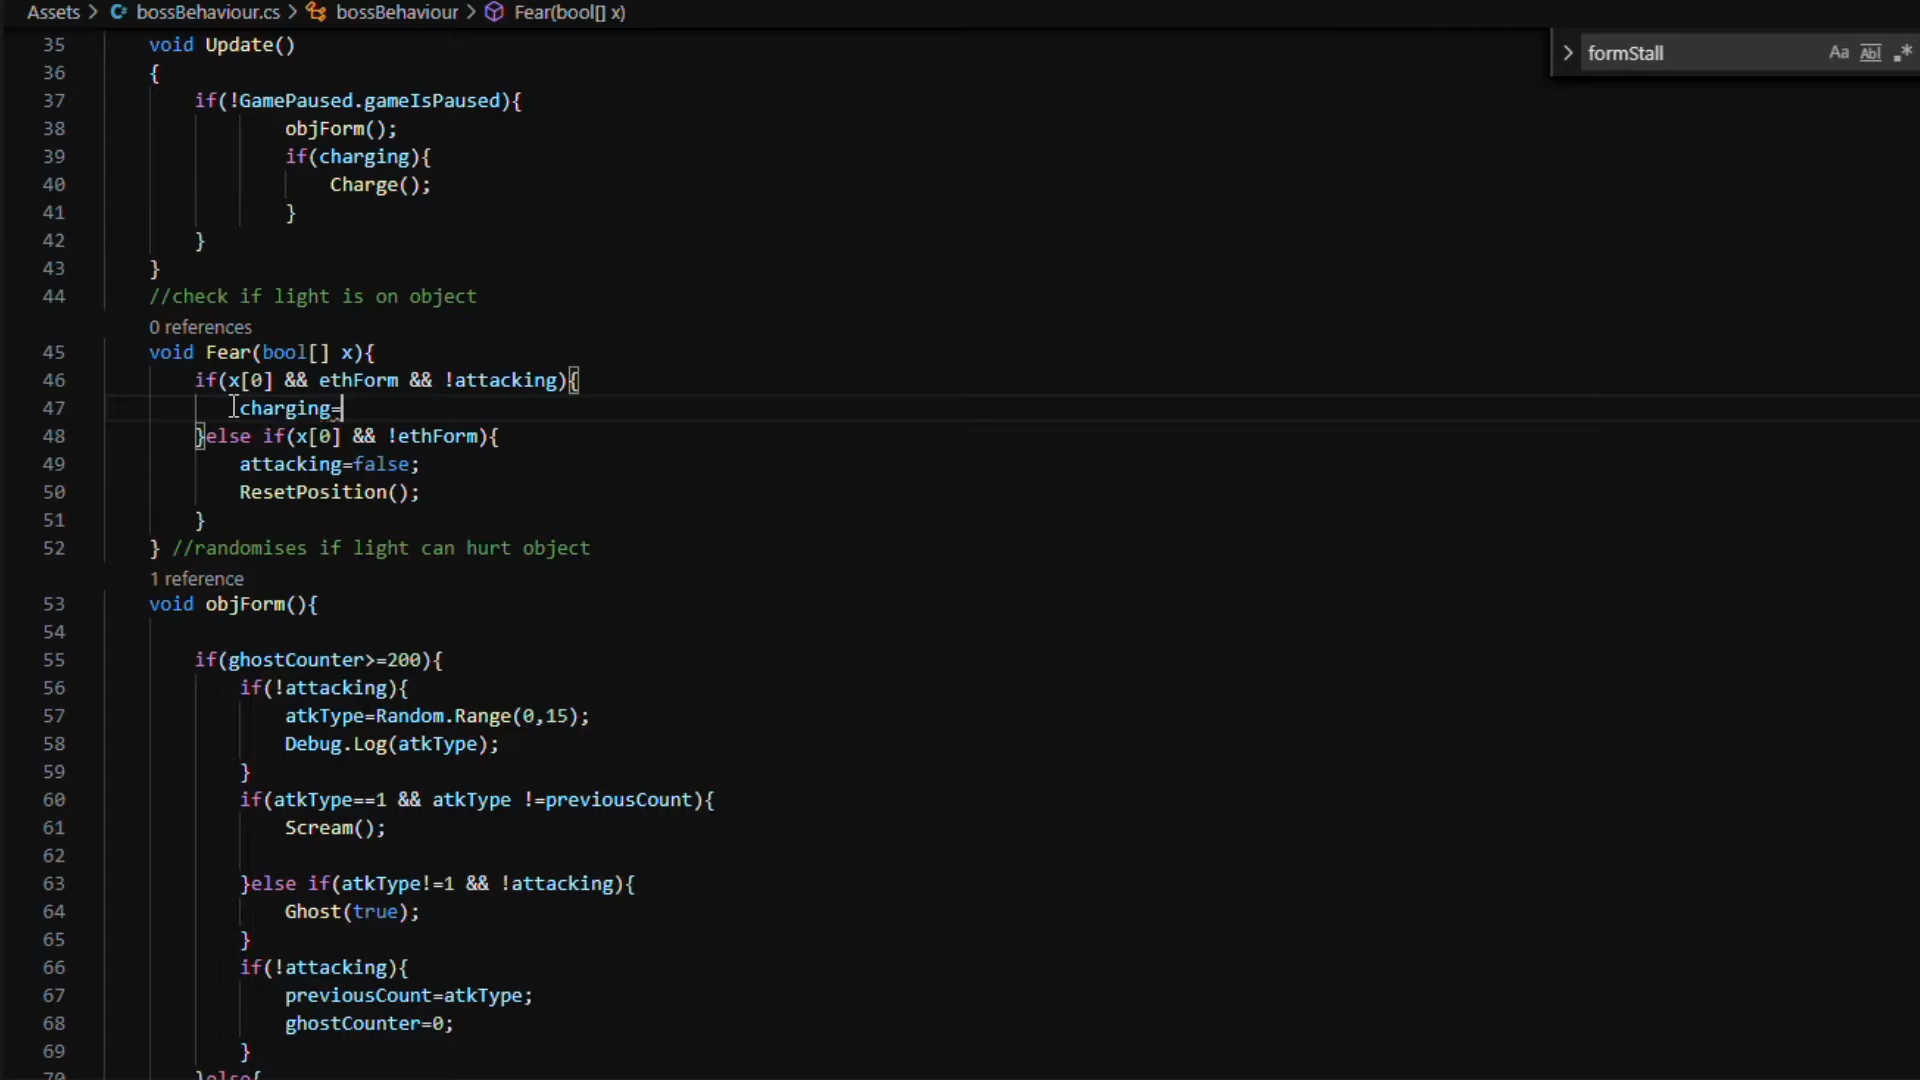 Assets > bossBehaviour.cs > bossBehaviour > Fear(bool[] x)
formStall Aa Abl .*
35 void Update()
36 {
37 if(!GamePaused.gameIsPaused){
38 objForm();
39 if(charging){
40 Charge();
41 }
42 }
43 }
44 //check if light is on object
0 references
45 void Fear(bool[] x){
46 if(x[0] && ethForm && !attacking){
47 charging=
48 }else if(x[0] && !ethForm){
49 attacking=false;
50 ResetPosition();
51 }
52 } //randomises if light can hurt object
1 reference
53 void objForm(){
54
55 if(ghostCounter>=200){
56 if(!attacking){
57 atkType=Random.Range(0,15);
58 Debug.Log(atkType);
59 }
60 if(atkType==1 && atkType !=previousCount){
61 Scream();
62
63 }else if(atkType!=1 && !attacking){
64 Ghost(true);
65 }
66 if(!attacking){
67 previousCount=atkType;
68 ghostCounter=0;
69 }
70 }else{